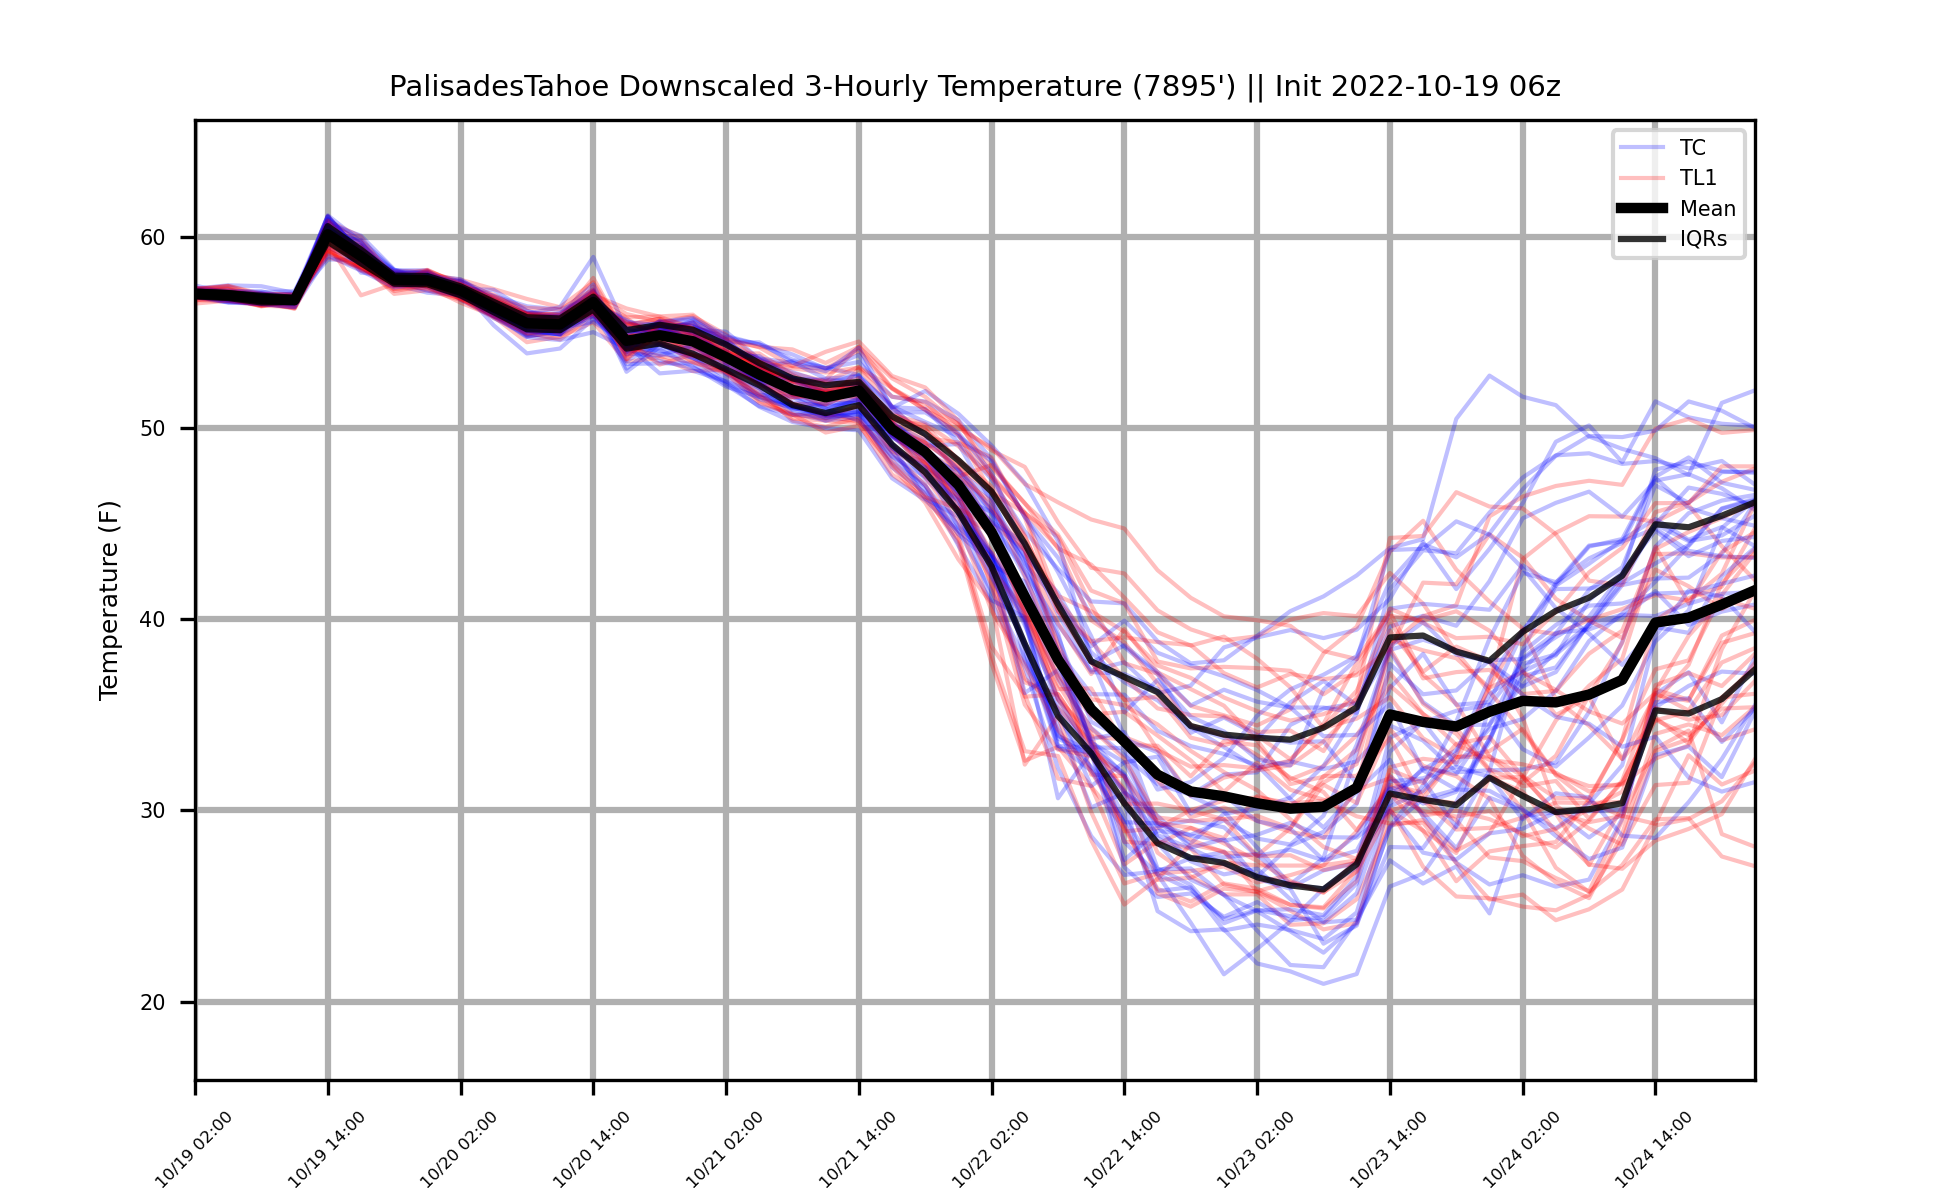 PalisadesTahoe Downscaled 3-Hourly Temperature (7895') || Init 2022-10-19 06z
TC
TL1
Mean
IQRs
Temperature (F)
60
50
40
30
20
10/19 02:00
10/19 14:00
10/20 02:00
10/20 14:00
10/21 02:00
10/21 14:00
10/22 02:00
10/22 14:00
10/23 02:00
10/23 14:00
10/24 02:00
10/24 14:00